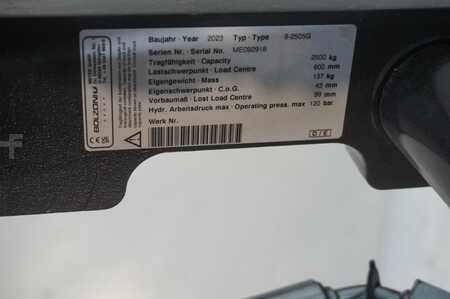 BOLZONI
Baujahr - Year 2023 Typ - Type
Serien Nr. - Serial No. ME092918
Tragfähigkeit - Capacity 2500 kg
Lastschwerpunkt - Load Centre 600 mm
Eigengewicht - Mass 137 kg
Eigenschwerpunkt - C.o.G. 43 mm
Vorbaumaß - Lost Load Centre 99 mm
Hydr. Arbeitsdruck max - Operating press. max 120 bar
Werk Nr.
D/E